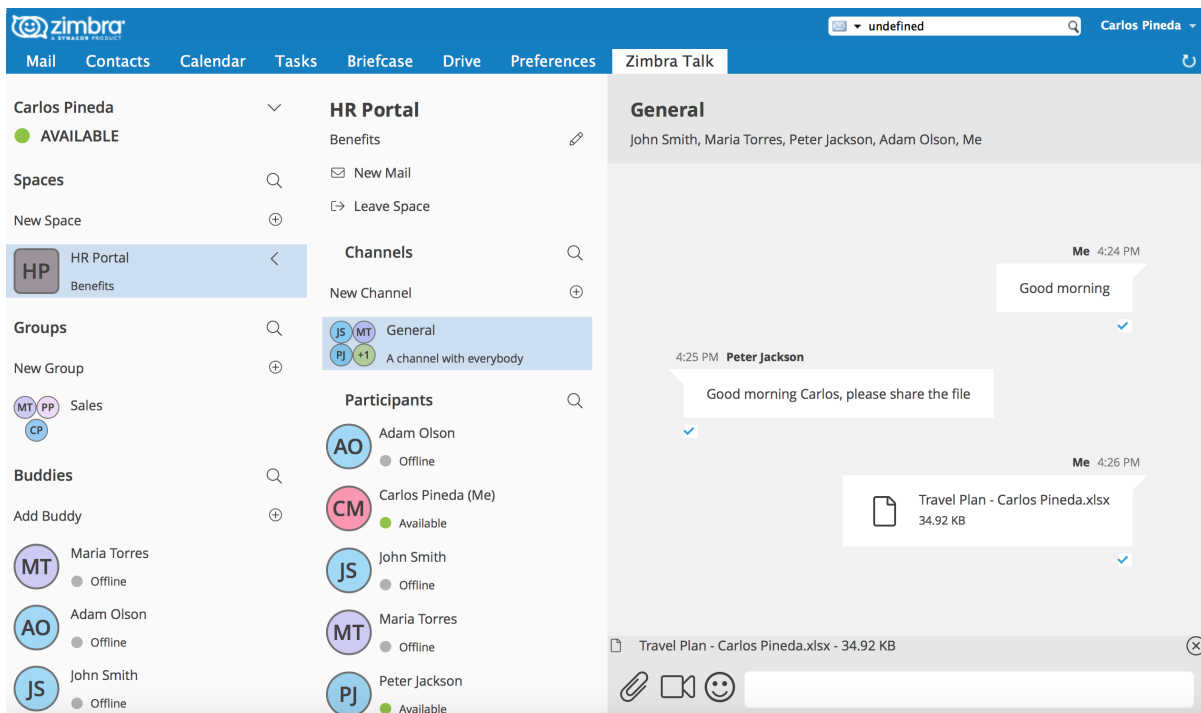 zimbra
A SYNACOR PRODUCT
undefined
Carlos Pineda
Mail Contacts Calendar Tasks Briefcase Drive Preferences Zimbra Talk
Carlos Pineda
AVAILABLE
Spaces
New Space
HP
HR Portal
Benefits
Groups
New Group
MT PP
CP
Sales
Buddies
Add Buddy
MT
Maria Torres
Offline
AO
Adam Olson
Offline
JS
John Smith
Offline
HR Portal
Benefits
New Mail
Leave Space
Channels
New Channel
JS MT
PJ +1
General
A channel with everybody
Participants
AO
Adam Olson
Offline
CM
Carlos Pineda (Me)
Available
JS
John Smith
Offline
MT
Maria Torres
Offline
PJ
Peter Jackson
Available
General
John Smith, Maria Torres, Peter Jackson, Adam Olson, Me
Me 4:24 PM
Good morning
4:25 PM Peter Jackson
Good morning Carlos, please share the file
Me 4:26 PM
Travel Plan - Carlos Pineda.xlsx
34.92 KB
Travel Plan - Carlos Pineda.xlsx - 34.92 KB